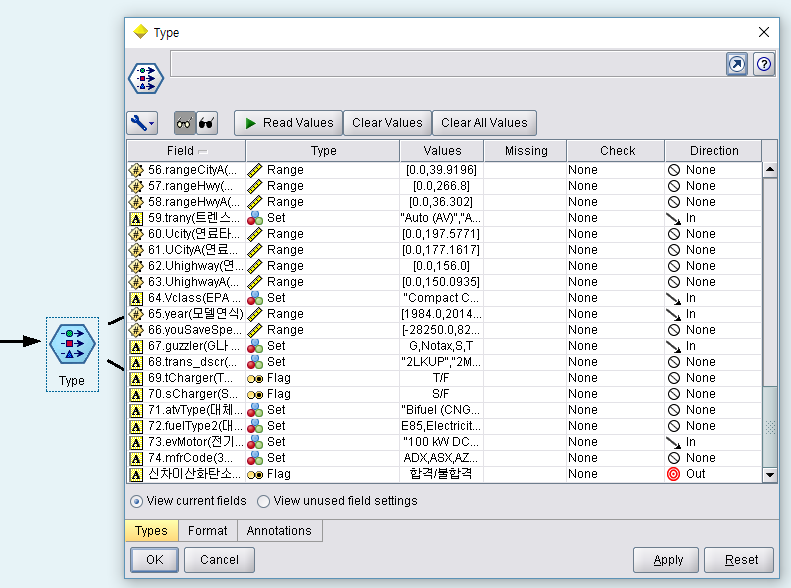 Type
Read Values Clear Values Clear All Values
Field Type Values Missing Check Direction
56.rangeCityA(... Range [0.0,39.9196] None None
57.rangeHwy(... Range [0.0,266.8] None None
58.rangeHwyA(... Range [0.0,36.302] None None
59.trany(트렌스... Set "Auto (AV)","A... None In
60.Ucity(연료타... Range [0.0,197.5771] None None
61.UCityA(연료... Range [0.0,177.1617] None None
62.Uhighway(연... Range [0.0,156.0] None None
63.UhighwayA(... Range [0.0,150.0935] None None
64.Vclass(EPA ... Set "Compact C... None In
65.year(모델연식) Range [1984.0,2014... None In
66.youSaveSpe... Range [-28250.0,82... None None
67.guzzler(G나... Set G,Notax,S,T None In
68.trans_dscr(... Set "2LKUP","2M... None None
69.tCharger(T... Flag T/F None None
70.sCharger(S... Flag S/F None None
71.atvType(대체... Set "Bifuel (CNG... None None
72.fuelType2(대... Set E85,Electricit... None None
73.evMotor(전기... Set "100 kW DC... None In
74.mfrCode(3... Set ADX,ASX,AZ... None None
신차이산화탄소... Flag 합격/불합격 None Out
View current fields View unused field settings
Types Format Annotations
OK Cancel Apply Reset
Type